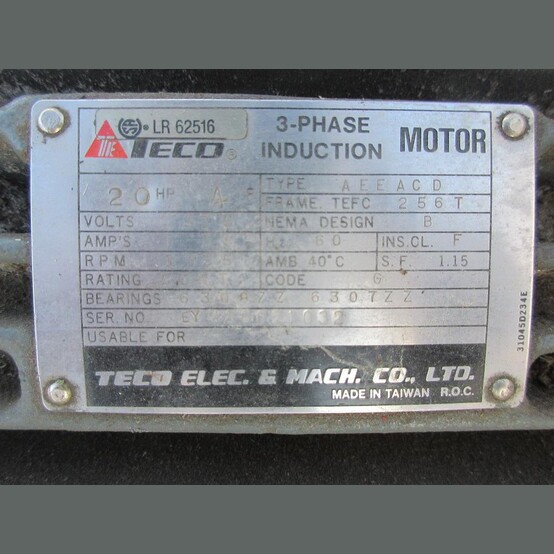 LR 62516
TECO
3-PHASE
INDUCTION
MOTOR
20 HP 4
TYPE AEEACD
FRAME. TEFC 256T
VOLTS
NEMA DESIGN B
AMP'S
Hz 60
INS.CL. F
R.P.M.
AMB 40°C
S.F. 1.15
RATING
CODE G
BEARINGS 6307ZZ
SER. NO.
USABLE FOR
31045D234E
TECO ELEC. & MACH. CO., LTD.
MADE IN TAIWAN R.O.C.